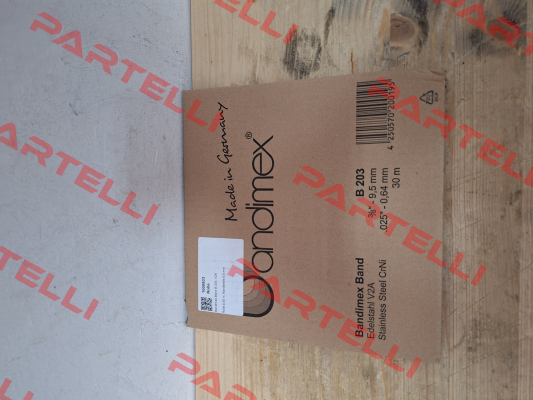 Made in Germany
Bandimex®
Bandimex Band
B 203
Edelstahl V2A
⅜" - 9,5 mm
Stainless Steel CrNi
.025" - 0,64 mm
30 m
PARTELLI
PARTELLI
PARTELLI
PARTELLI
PARTELLI
PARTELLI
PARTELLI